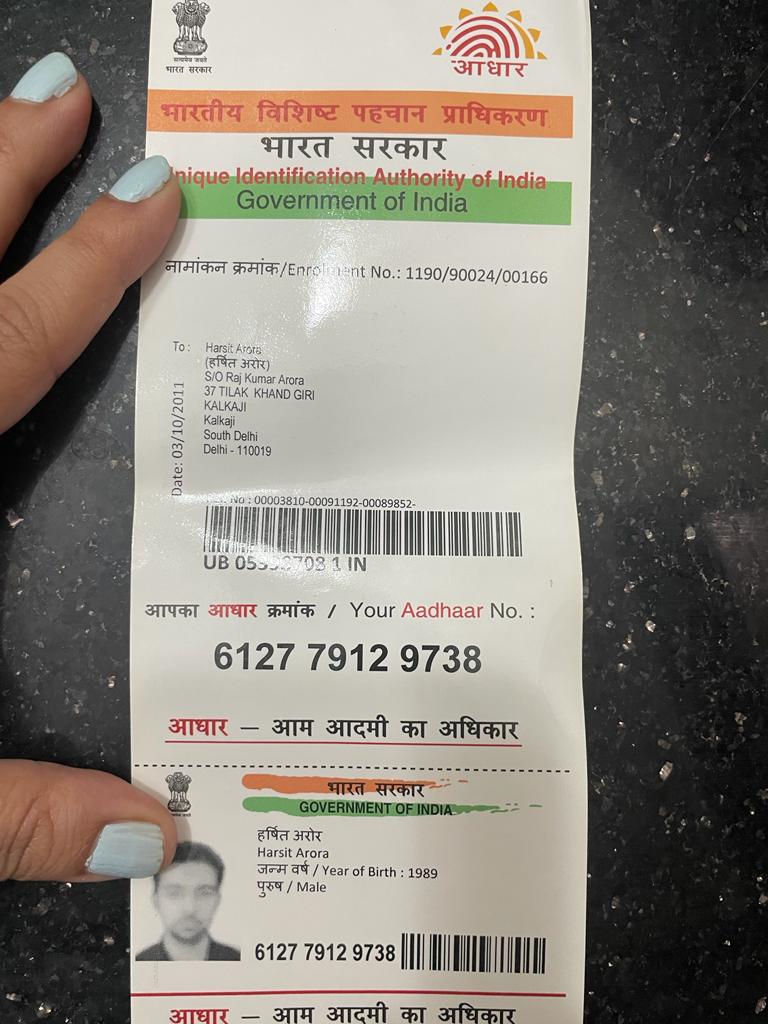 सत्यमेव जयते
भारत सरकार
आधार
भारतीय विशिष्ट पहचान प्राधिकरण
भारत सरकार
nique Identification Authority of India
Government of India
नामांकन क्रमांक/Enrolment No.: 1190/90024/00166
To :
Harsit Arora
(हर्षित अरोर)
S/O Raj Kumar Arora
37 TILAK KHAND GIRI
KALKAJI
Kalkaji
South Delhi
Delhi - 110019
Date: 03/10/2011
No : 00003810-00091192-00089852-
UB 1 IN
आपका आधार क्रमांक / Your Aadhaar No. :
6127 7912 9738
आधार — आम आदमी का अधिकार
भारत सरकार
GOVERNMENT OF INDIA
हर्षित अरोर
Harsit Arora
जन्म वर्ष / Year of Birth : 1989
पुरुष / Male
6127 7912 9738
आधार — आम आदमी का अधिकार